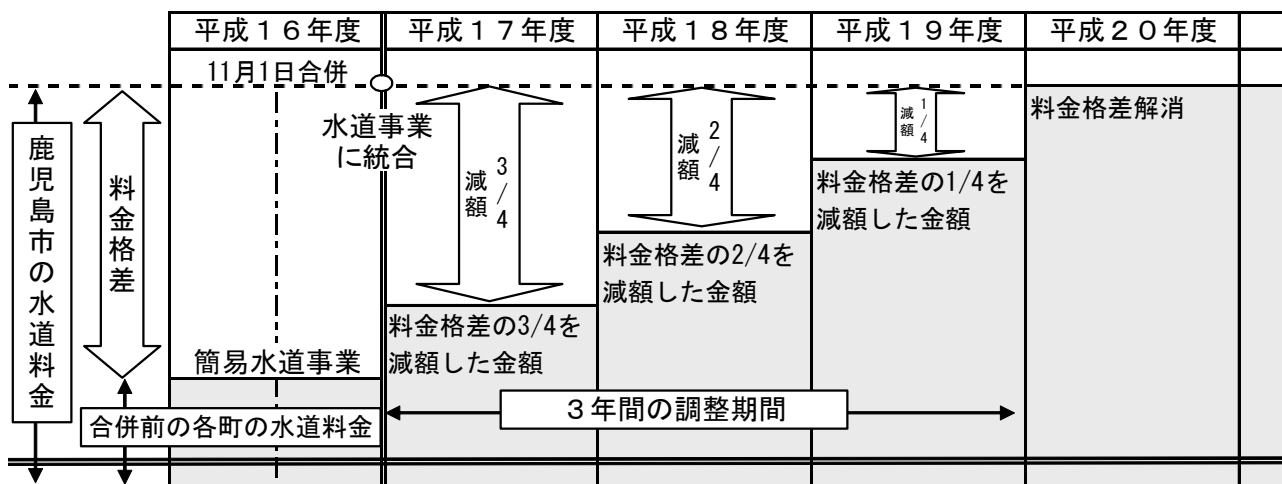 平成１６年度
平成１７年度
平成１８年度
平成１９年度
平成２０年度
11月1日合併
水道事業
に統合
鹿児島市の水道料金
料金格差
簡易水道事業
合併前の各町の水道料金
減額 3/4
料金格差の3/4を
減額した金額
減額 2/4
料金格差の2/4を
減額した金額
減額 1/4
料金格差の1/4を
減額した金額
料金格差解消
３年間の調整期間